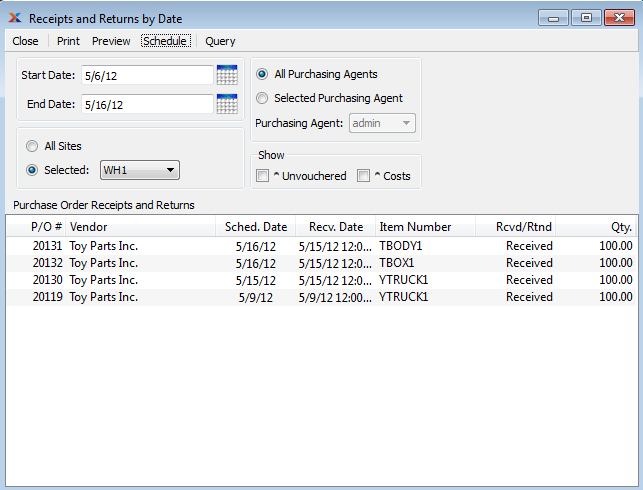 Receipts and Returns by Date
Close Print Preview Schedule Query
Start Date: 5/6/12
End Date: 5/16/12
All Sites
Selected: WH1
All Purchasing Agents
Selected Purchasing Agent
Purchasing Agent: admin
Show
^ Unvouchered ^ Costs
Purchase Order Receipts and Returns
P/O # Vendor Sched. Date Recv. Date Item Number Rcvd/Rtnd Qty.
20131 Toy Parts Inc. 5/16/12 5/15/12 12:0... TBODY1 Received 100.00
20132 Toy Parts Inc. 5/16/12 5/15/12 12:0... TBOX1 Received 100.00
20130 Toy Parts Inc. 5/15/12 5/15/12 12:0... YTRUCK1 Received 100.00
20119 Toy Parts Inc. 5/9/12 5/9/12 12:00... YTRUCK1 Received 100.00